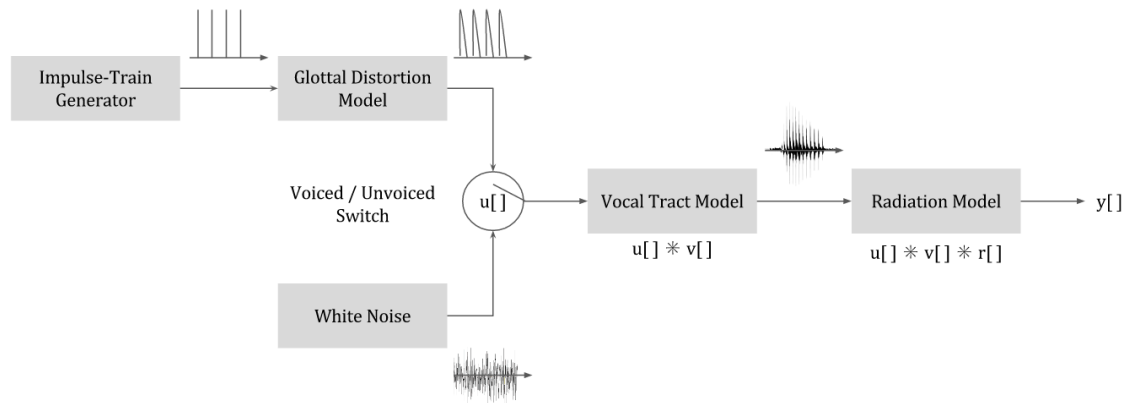 Impulse-Train
Generator
Glottal Distortion
Model
Voiced / Unvoiced
Switch
u[]
Vocal Tract Model
u[] ✳ v[]
Radiation Model
u[] ✳ v[] ✳ r[]
y[]
White Noise